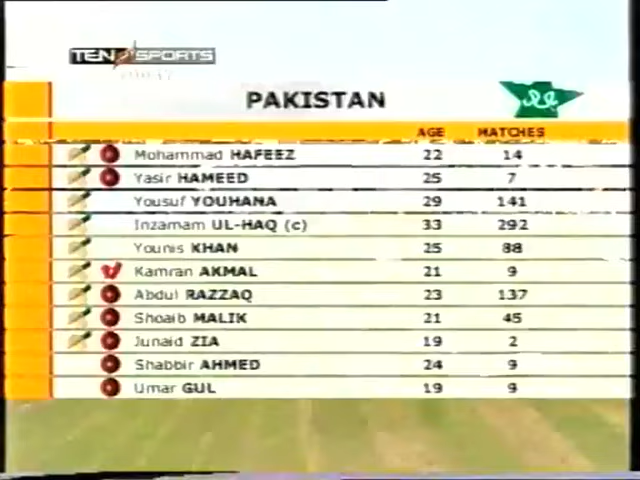 TEN SPORTS
PAKISTAN
AGE MATCHES
Mohammad HAFEEZ 22 14
Yasir HAMEED 25 7
Yousuf YOUHANA 29 141
Inzamam UL-HAQ (c) 33 292
Younis KHAN 25 88
Kamran AKMAL 21 9
Abdul RAZZAQ 23 137
Shoaib MALIK 21 45
Junaid ZIA 19 2
Shabbir AHMED 24 9
Umar GUL 19 9